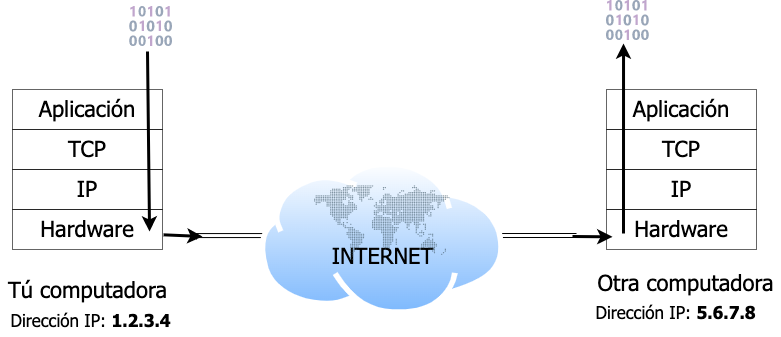 10101
01010
00100
10101
01010
00100
Aplicación
TCP
IP
Hardware
Aplicación
TCP
IP
Hardware
INTERNET
Tú computadora
Dirección IP: 1.2.3.4
Otra computadora
Dirección IP: 5.6.7.8